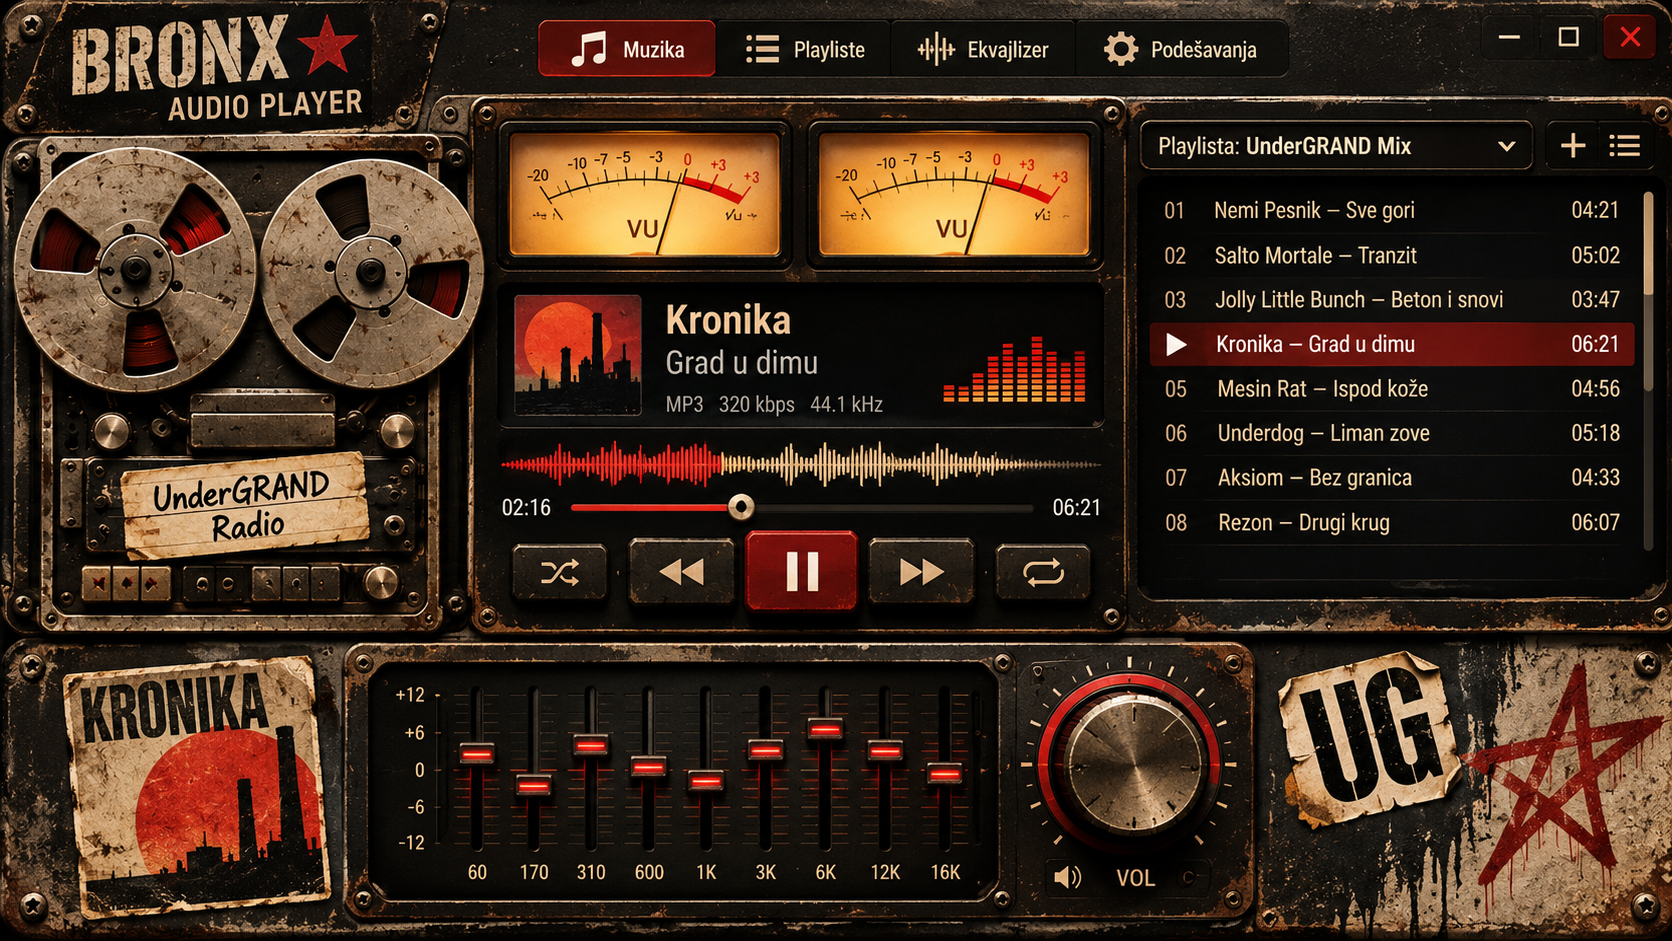 BRONX
AUDIO PLAYER
Muzika
Playliste
Ekvajlizer
Podešavanja
-20 -10 -7 -5 -3 0 +3 +3
VU
-20 -10 -7 -5 -3 0 +3 +3
VU
Playlista: UnderGRAND Mix
01 Nemi Pesnik – Sve gori 04:21
02 Salto Mortale – Tranzit 05:02
03 Jolly Little Bunch – Beton i snovi 03:47
Kronika – Grad u dimu 06:21
05 Mesin Rat – Ispod kože 04:56
06 Underdog – Liman zove 05:18
07 Aksiom – Bez granica 04:33
08 Rezon – Drugi krug 06:07
Kronika
Grad u dimu
MP3 320 kbps 44.1 kHz
02:16 06:21
UnderGRAND
Radio
KRONIKA
+12
+6
0
-6
-12
60 170 310 600 1K 3K 6K 12K 16K
VOL
UG